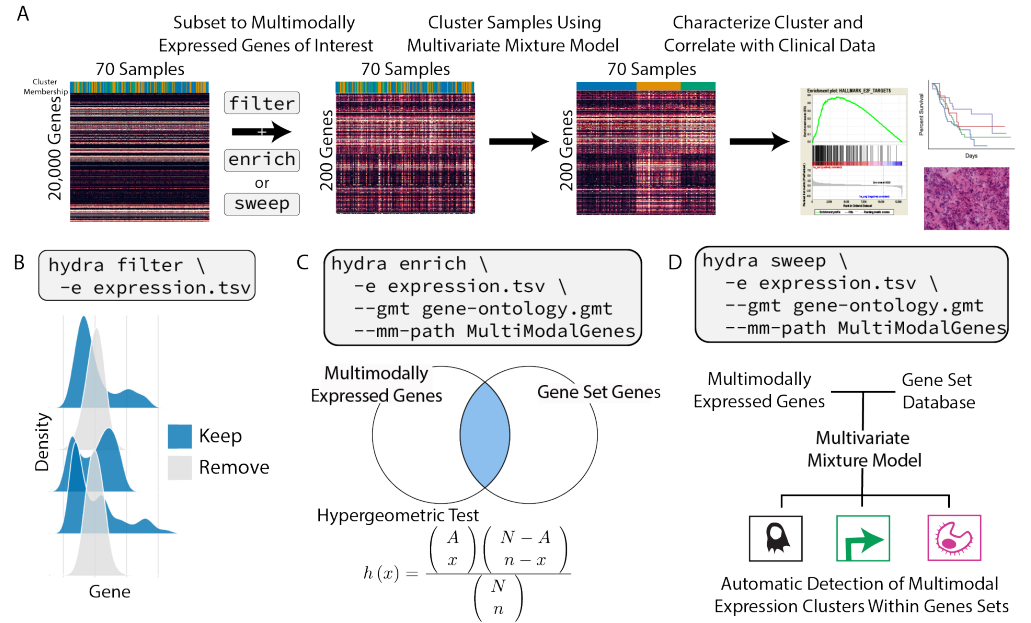 A
Subset to Multimodally
Expressed Genes of Interest
Cluster Samples Using
Multivariate Mixture Model
Characterize Cluster and
Correlate with Clinical Data
70 Samples
70 Samples
70 Samples
Cluster
Membership
20,000 Genes
filter
+
enrich
or
sweep
200 Genes
200 Genes
Enrichment plot: HALLMARK_E2F_TARGETS
Percent Survival
Days
B
hydra filter \
-e expression.tsv
Density
Keep
Remove
Gene
C
hydra enrich \
-e expression.tsv \
--gmt gene-ontology.gmt
--mm-path MultiModalGenes
Multimodally
Expressed Genes
Gene Set Genes
Hypergeometric Test
h (x) = (A x) (N − A n − x) / (N n)
D
hydra sweep \
-e expression.tsv \
--gmt gene-ontology.gmt
--mm-path MultiModalGenes
Multimodally
Expressed Genes
Gene Set
Database
Multivariate
Mixture Model
Automatic Detection of Multimodal
Expression Clusters Within Genes Sets